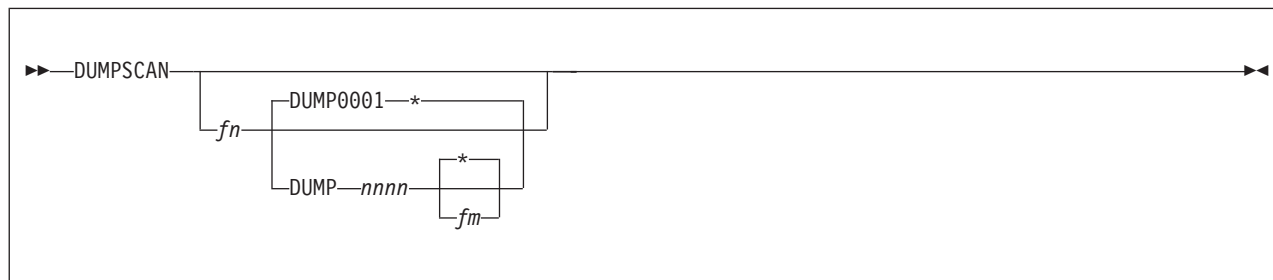 DUMPSCAN
DUMP0001 *
fn
*
DUMP nnnn
fm